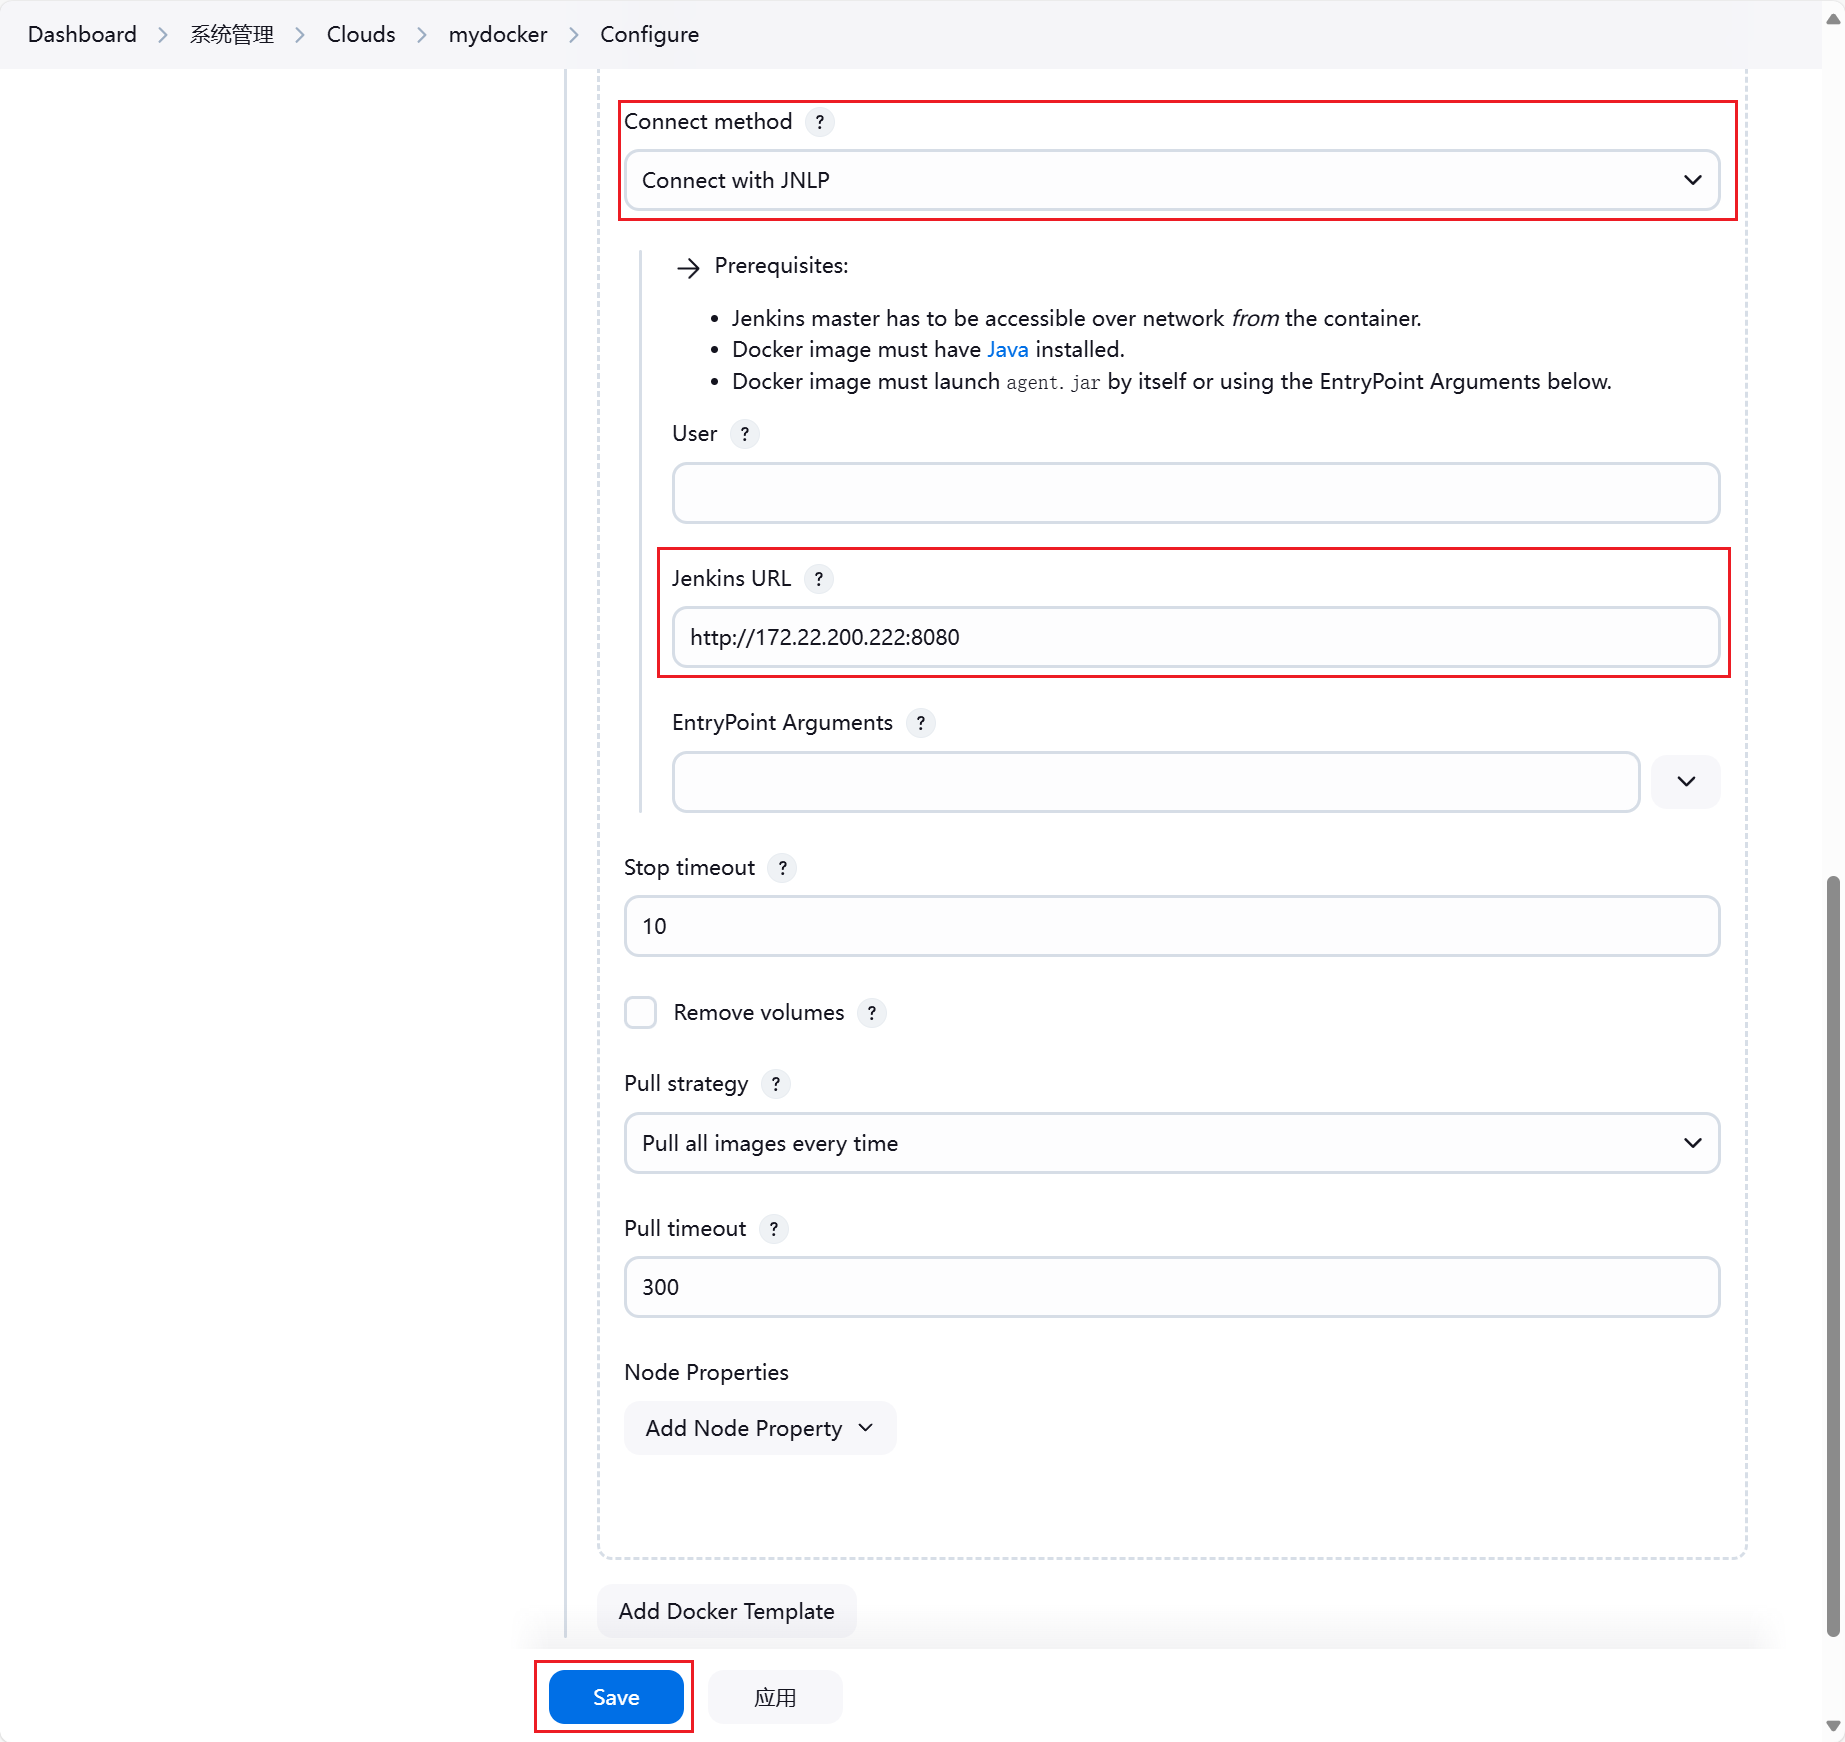 Dashboard > 系统管理 > Clouds > mydocker > Configure
Connect method ?
Connect with JNLP
→ Prerequisites:
• Jenkins master has to be accessible over network from the container.
• Docker image must have Java installed.
• Docker image must launch agent.jar by itself or using the EntryPoint Arguments below.
User ?
Jenkins URL ?
http://172.22.200.222:8080
EntryPoint Arguments ?
Stop timeout ?
10
Remove volumes ?
Pull strategy ?
Pull all images every time
Pull timeout ?
300
Node Properties
Add Node Property
Add Docker Template
Save 应用